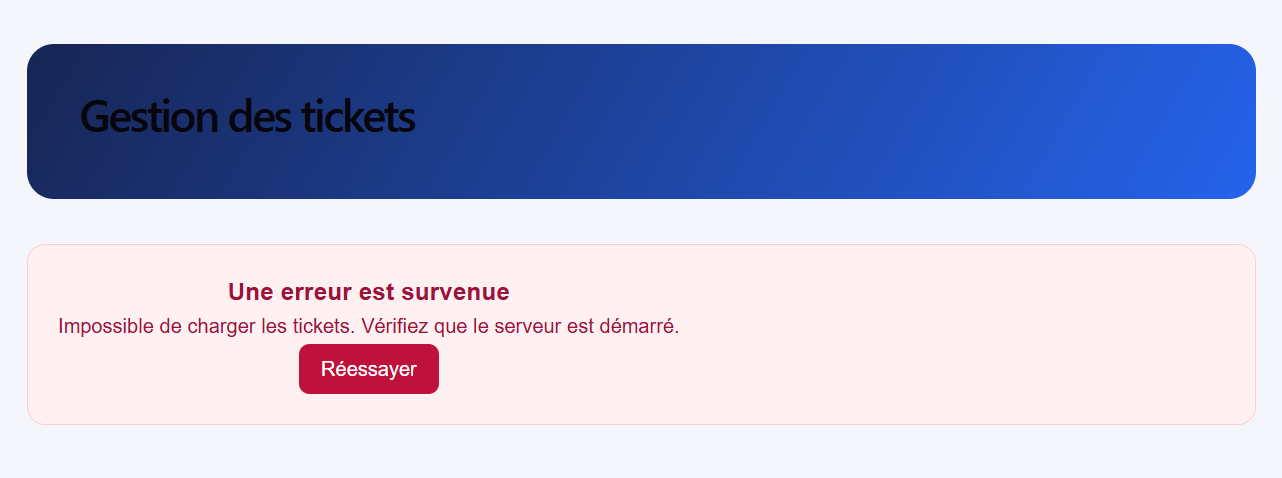 Gestion des tickets
Une erreur est survenue
Impossible de charger les tickets. Vérifiez que le serveur est démarré.
Réessayer